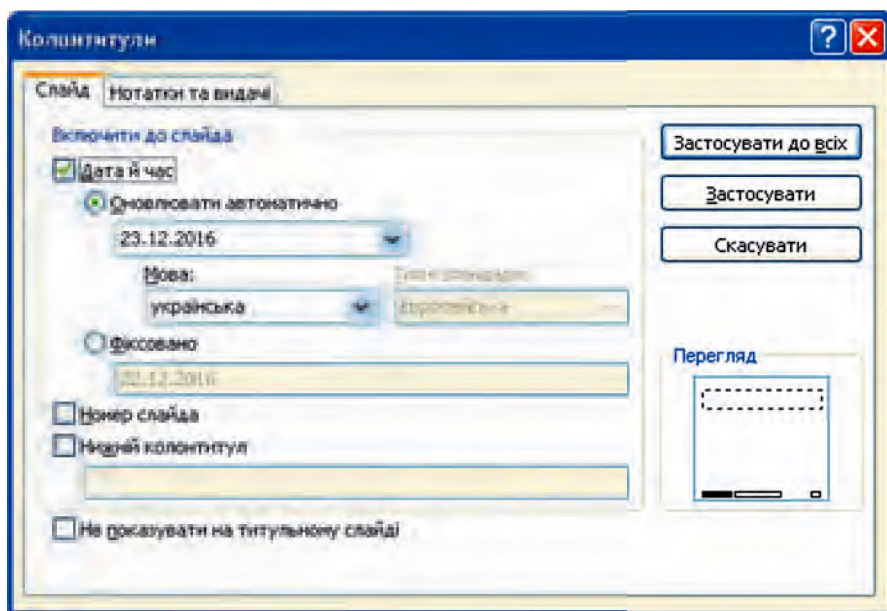 Колонтитули
Слайд Нотатки та видачі
Включити до слайда
Дата й час
Оновлювати автоматично
23.12.2016
Мова:
українська
Фіксовано
Номер слайда
Нижній колонтитул
Не показувати на титульному слайді
Застосувати до всіх
Застосувати
Скасувати
Перегляд